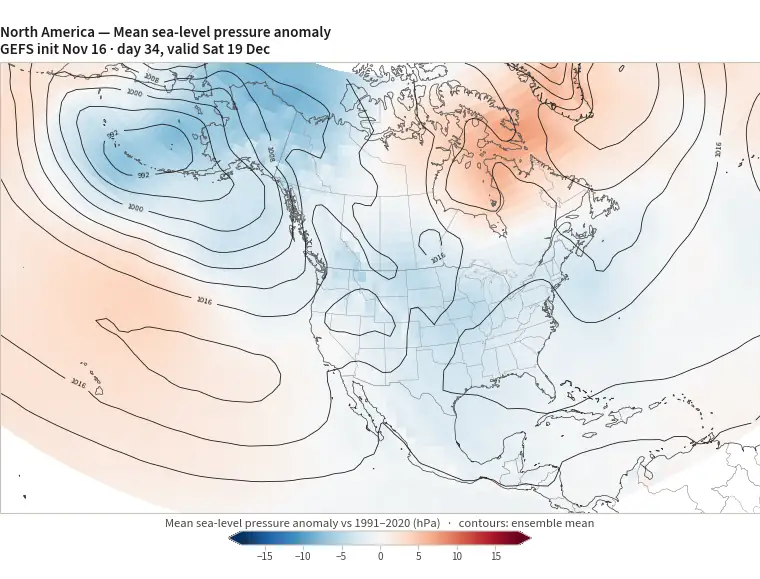 North America — Mean sea-level pressure anomaly
GEFS init Nov 16 · day 34, valid Sat 19 Dec
1008
1000
992
1008
1016
992
1000
1016
1016
1016
Mean sea-level pressure anomaly vs 1991–2020 (hPa) · contours: ensemble mean
−15 −10 −5 0 5 10 15